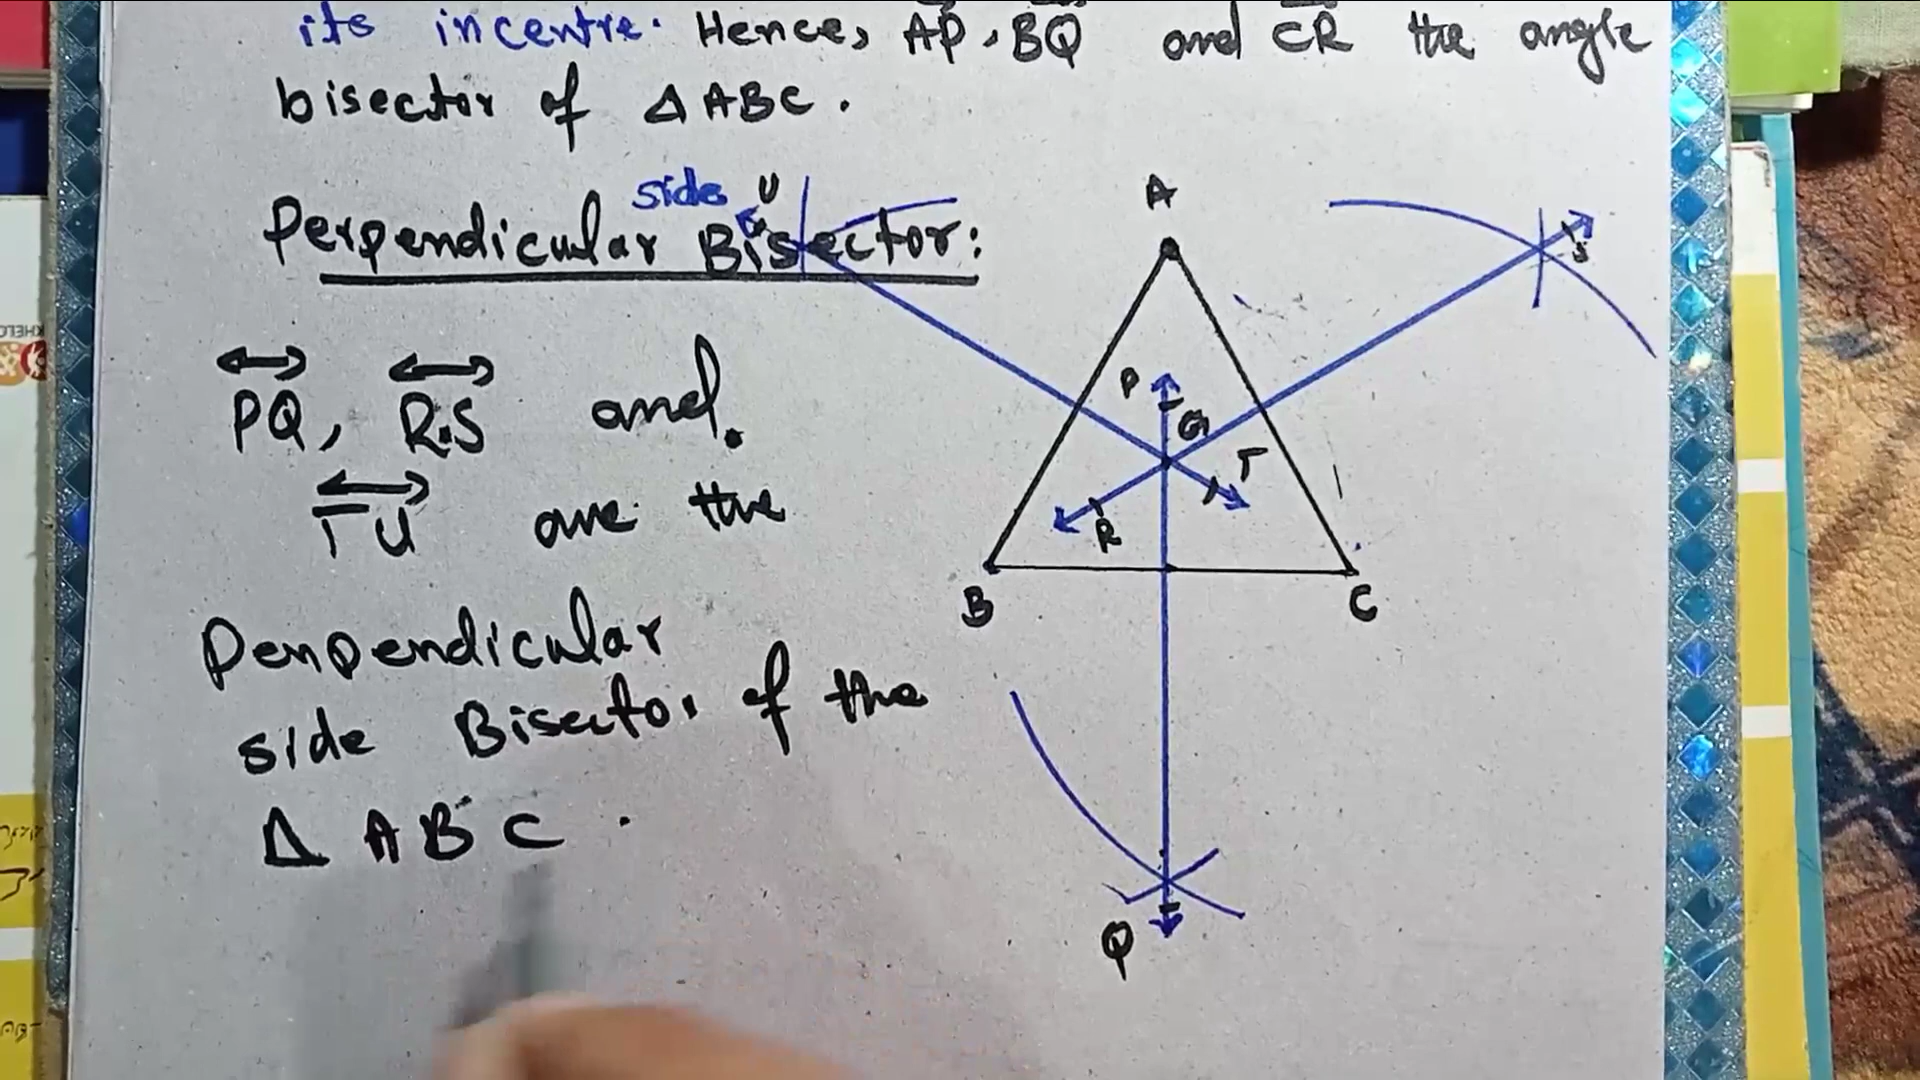 its incentre. Hence, AP, BQ and CR the angle
bisector of Δ ABC.
side
Perpendicular Bisector:
PQ, RS and
TU are the
Perpendicular
side Bisector of the
Δ ABC.
U
A
S
P
G
T
R
B
C
Q